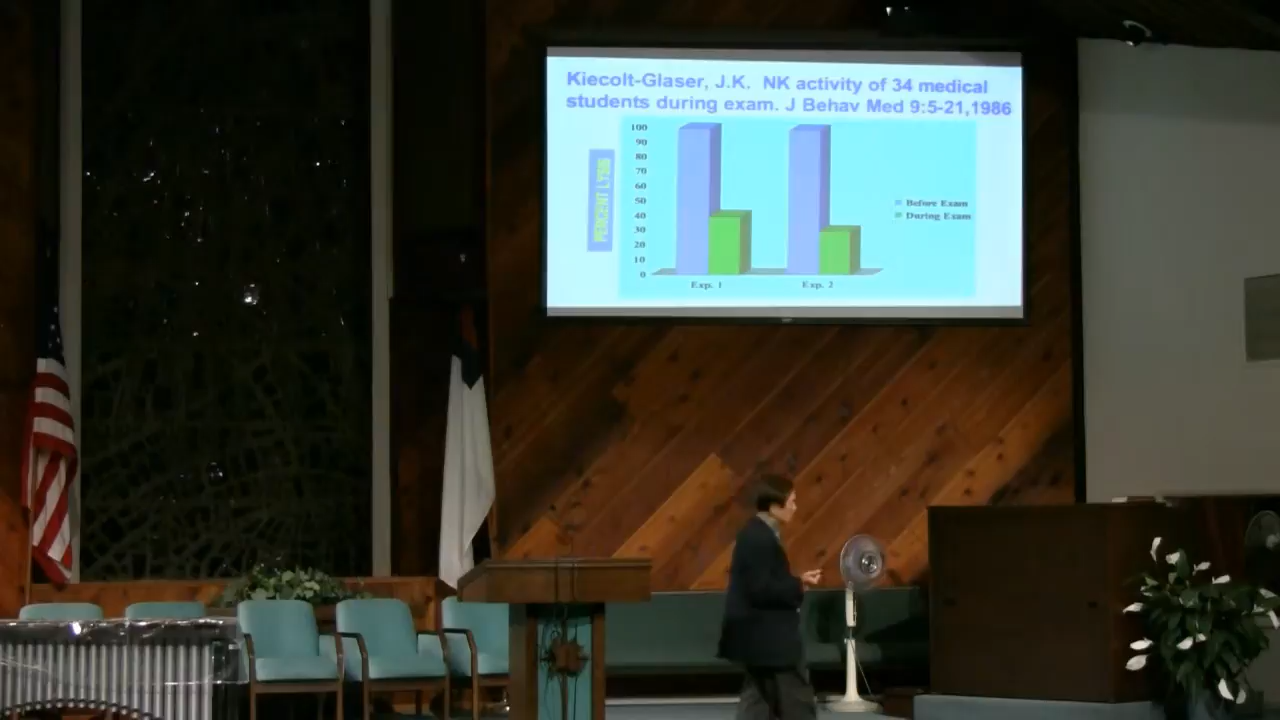 Kiecolt-Glaser, J.K. NK activity of 34 medical
students during exam. J Behav Med 9:5-21,1986
PERCENT LYSIS
100
90
80
70
60
50
40
30
20
10
0
Exp. 1 Exp. 2
Before Exam
During Exam